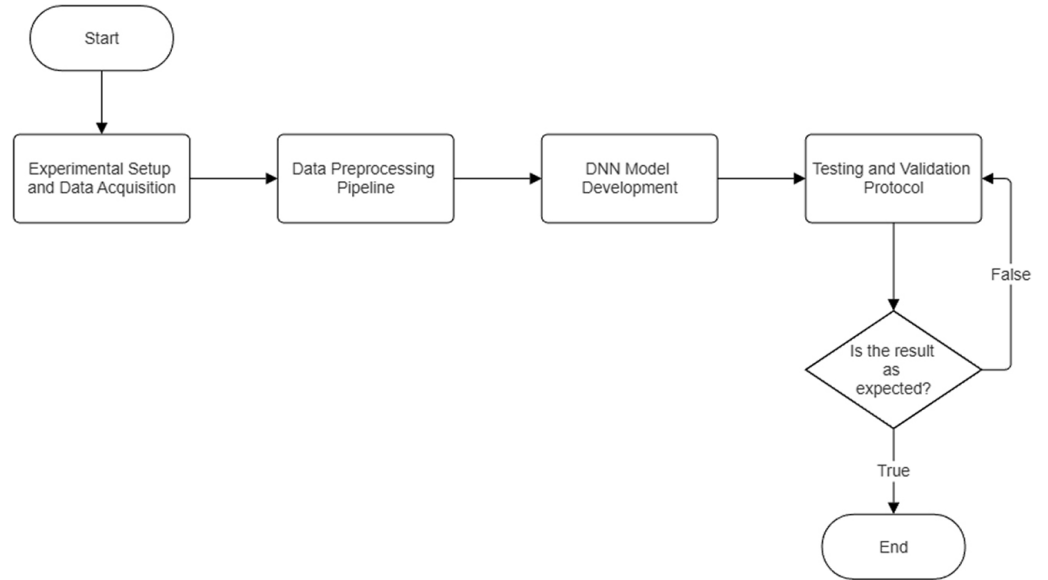 Start
Experimental Setup
and Data Acquisition
Data Preprocessing
Pipeline
DNN Model
Development
Testing and Validation
Protocol
False
Is the result
as
expected?
True
End